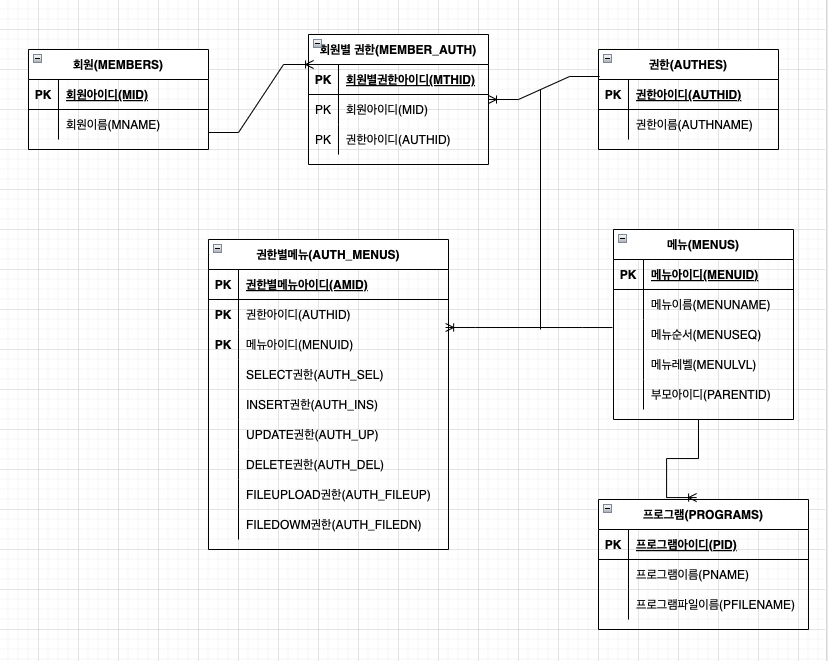 회원(MEMBERS)
PK 회원아이디(MID)
회원이름(MNAME)
회원별 권한(MEMBER_AUTH)
PK 회원별권한아이디(MTHID)
PK 회원아이디(MID)
PK 권한아이디(AUTHID)
권한(AUTHES)
PK 권한아이디(AUTHID)
권한이름(AUTHNAME)
권한별메뉴(AUTH_MENUS)
PK 권한별메뉴아이디(AMID)
PK 권한아이디(AUTHID)
PK 메뉴아이디(MENUID)
SELECT권한(AUTH_SEL)
INSERT권한(AUTH_INS)
UPDATE권한(AUTH_UP)
DELETE권한(AUTH_DEL)
FILEUPLOAD권한(AUTH_FILEUP)
FILEDOWM권한(AUTH_FILEDN)
메뉴(MENUS)
PK 메뉴아이디(MENUID)
메뉴이름(MENUNAME)
메뉴순서(MENUSEQ)
메뉴레벨(MENULVL)
부모아이디(PARENTID)
프로그램(PROGRAMS)
PK 프로그램아이디(PID)
프로그램이름(PNAME)
프로그램파일이름(PFILENAME)